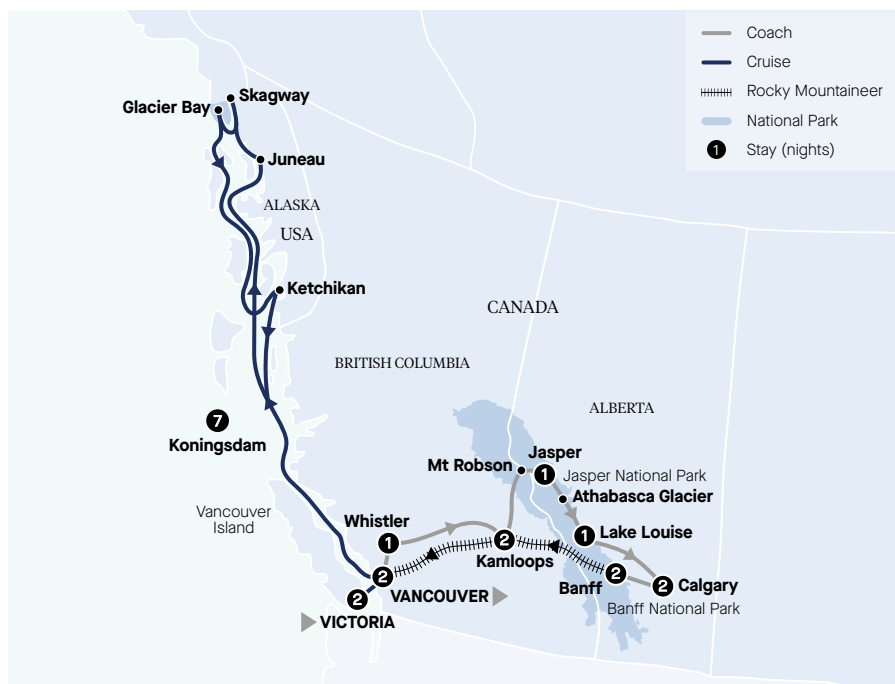 Coach
Cruise
Rocky Mountaineer
National Park
1 Stay (nights)
Skagway
Glacier Bay
Juneau
ALASKA
USA
Ketchikan
CANADA
BRITISH COLUMBIA
ALBERTA
7
Koningsdam
Jasper
Mt Robson
1
Jasper National Park
Athabasca Glacier
Vancouver
Island
Whistler
1
2
Kamloops
1
Lake Louise
2
Banff
2
Calgary
Banff National Park
2
VANCOUVER
2
VICTORIA